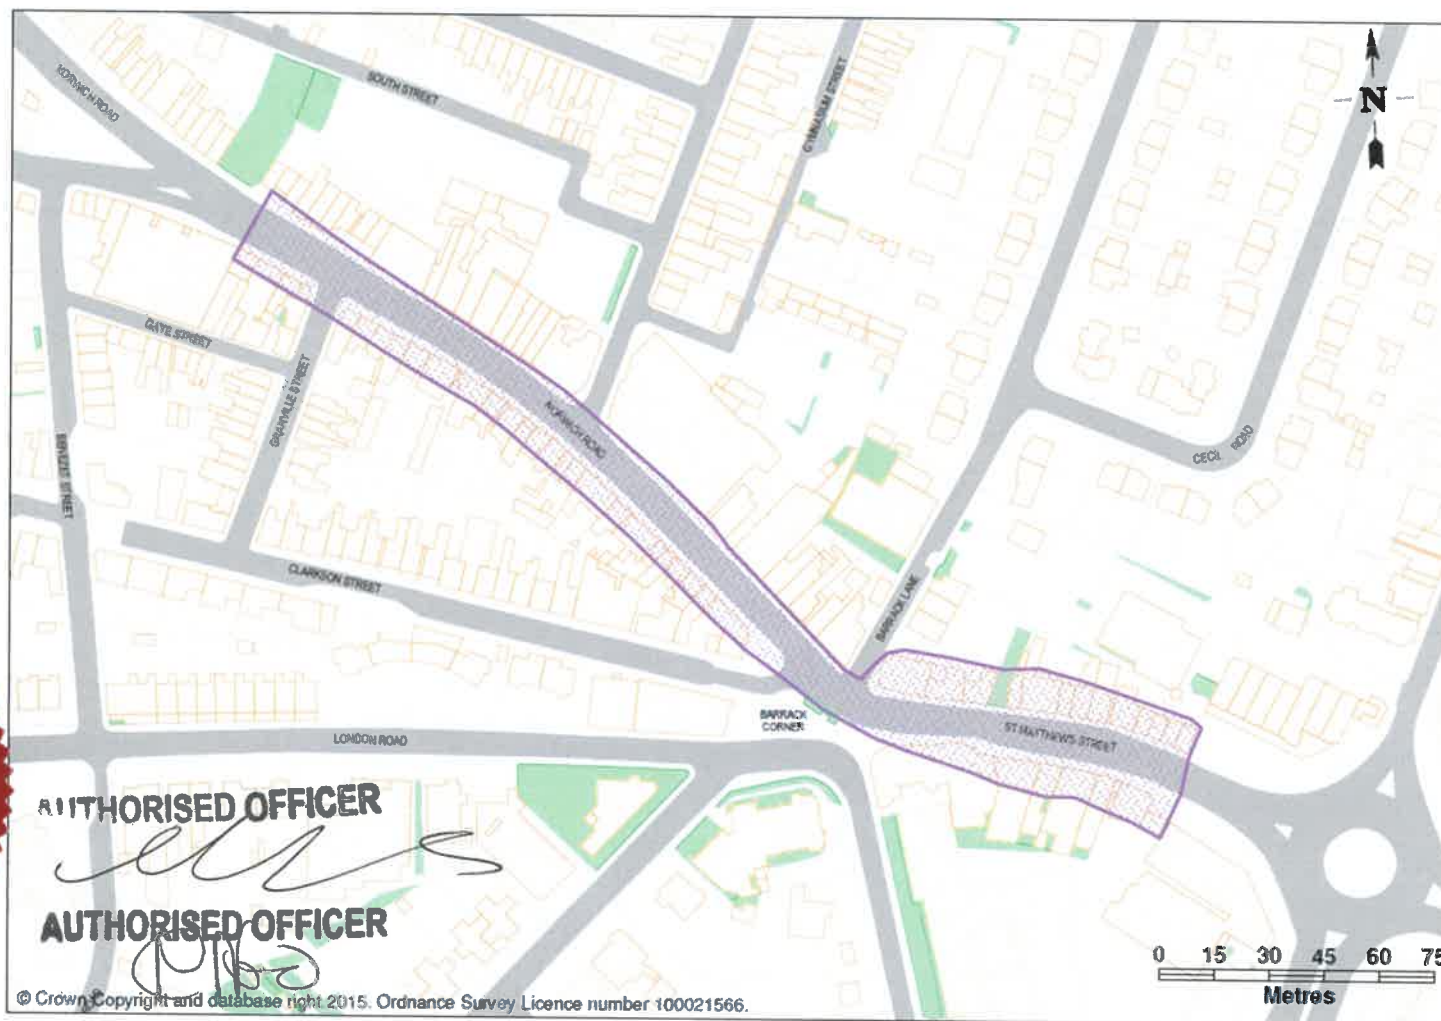 NORWICH ROAD
SOUTH STREET
GYMNASIUM STREET
N
GATE STREET
GRANVILLE STREET
NORWICH ROAD
CECIL ROAD
CLARKSON STREET
BARRACK LANE
BARRACK
CORNER
ST MATTHEWS STREET
LONDON ROAD
AUTHORISED OFFICER
AUTHORISED OFFICER
0 15 30 45 60 75
Metres
© Crown Copyright and database right 2015. Ordnance Survey Licence number 100021566.